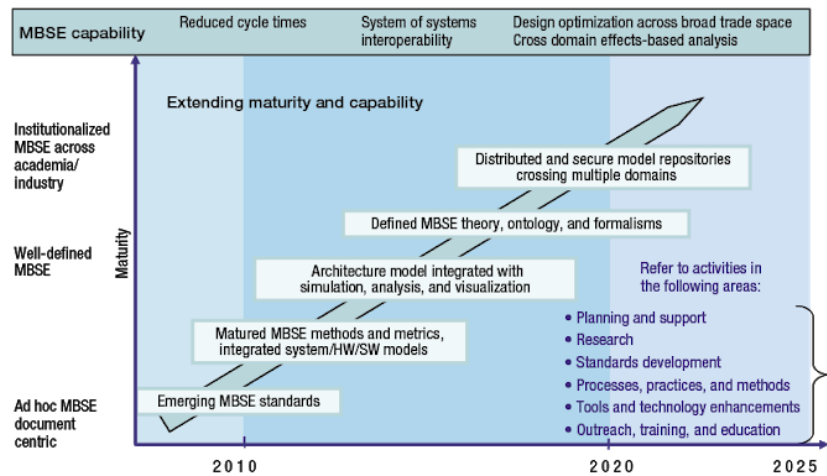 MBSE capability
Reduced cycle times
System of systems
interoperability
Design optimization across broad trade space
Cross domain effects-based analysis
Extending maturity and capability
Maturity
Institutionalized
MBSE across
academia/
industry
Well-defined
MBSE
Ad hoc MBSE
document
centric
Distributed and secure model repositories
crossing multiple domains
Defined MBSE theory, ontology, and formalisms
Architecture model integrated with
simulation, analysis, and visualization
Matured MBSE methods and metrics,
integrated system/HW/SW models
Emerging MBSE standards
Refer to activities in
the following areas:
• Planning and support
• Research
• Standards development
• Processes, practices, and methods
• Tools and technology enhancements
• Outreach, training, and education
2010
2020
2025